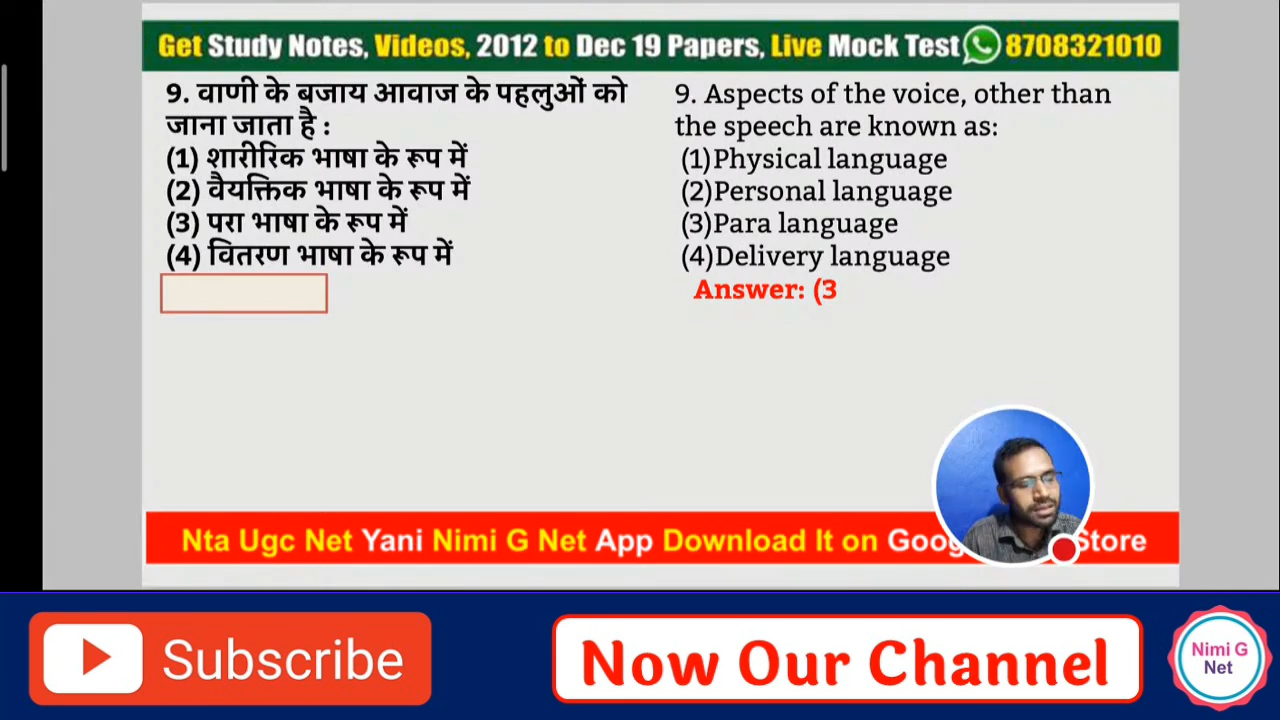 Get Study Notes, Videos, 2012 to Dec 19 Papers, Live Mock Test 8708321010
9. वाणी के बजाय आवाज के पहलुओं को
जाना जाता है :
(1) शारीरिक भाषा के रूप में
(2) वैयक्तिक भाषा के रूप में
(3) परा भाषा के रूप में
(4) वितरण भाषा के रूप में
9. Aspects of the voice, other than
the speech are known as:
(1)Physical language
(2)Personal language
(3)Para language
(4)Delivery language
Answer: (3
Nta Ugc Net Yani Nimi G Net App Download It on Goog Store
Subscribe
Now Our Channel
Nimi G
Net